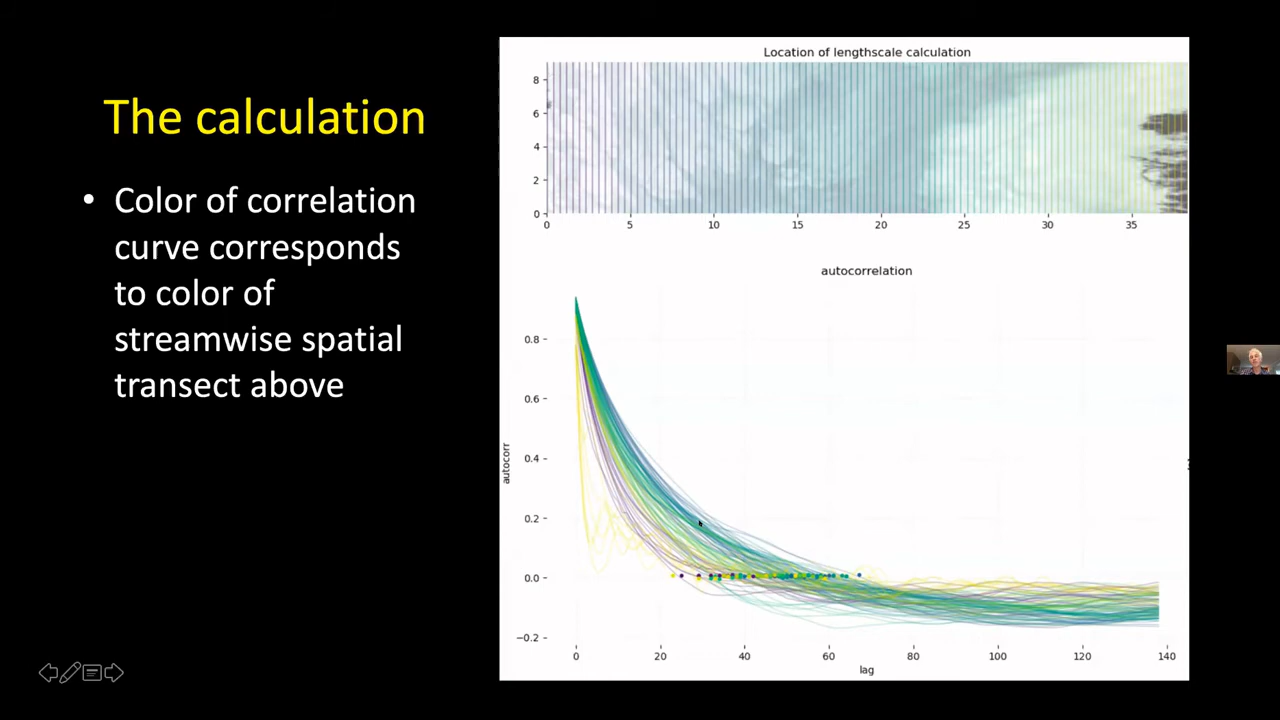 The calculation
• Color of correlation
curve corresponds
to color of
streamwise spatial
transect above
Location of lengthscale calculation
8
6
4
2
0
0 5 10 15 20 25 30 35
autocorrelation
0.8
0.6
0.4
0.2
0.0
−0.2
autocorr
0 20 40 60 80 100 120 140
lag